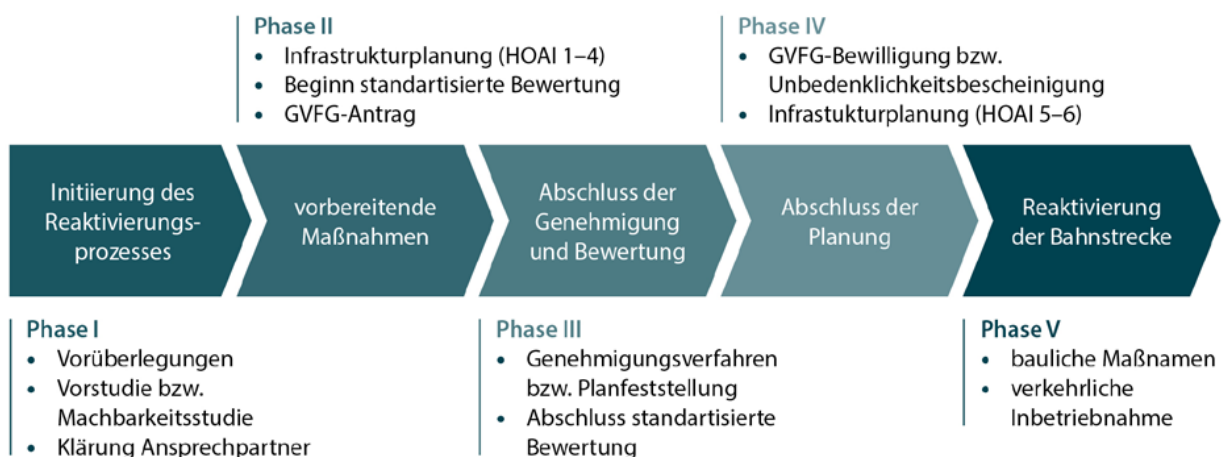 Phase II
• Infrastrukturplanung (HOAI 1–4)
• Beginn standartisierte Bewertung
• GVFG-Antrag
Phase IV
• GVFG-Bewilligung bzw.
Unbedenklichkeitsbescheinigung
• Infrastukturplanung (HOAI 5–6)
Initiierung des
Reaktivierungs-
prozesses
vorbereitende
Maßnahmen
Abschluss der
Genehmigung
und Bewertung
Abschluss der
Planung
Reaktivierung
der Bahnstrecke
Phase I
• Vorüberlegungen
• Vorstudie bzw.
Machbarkeitsstudie
• Klärung Ansprechpartner
Phase III
• Genehmigungsverfahren
bzw. Planfeststellung
• Abschluss standartisierte
Bewertung
Phase V
• bauliche Maßnamen
• verkehrliche
Inbetriebnahme